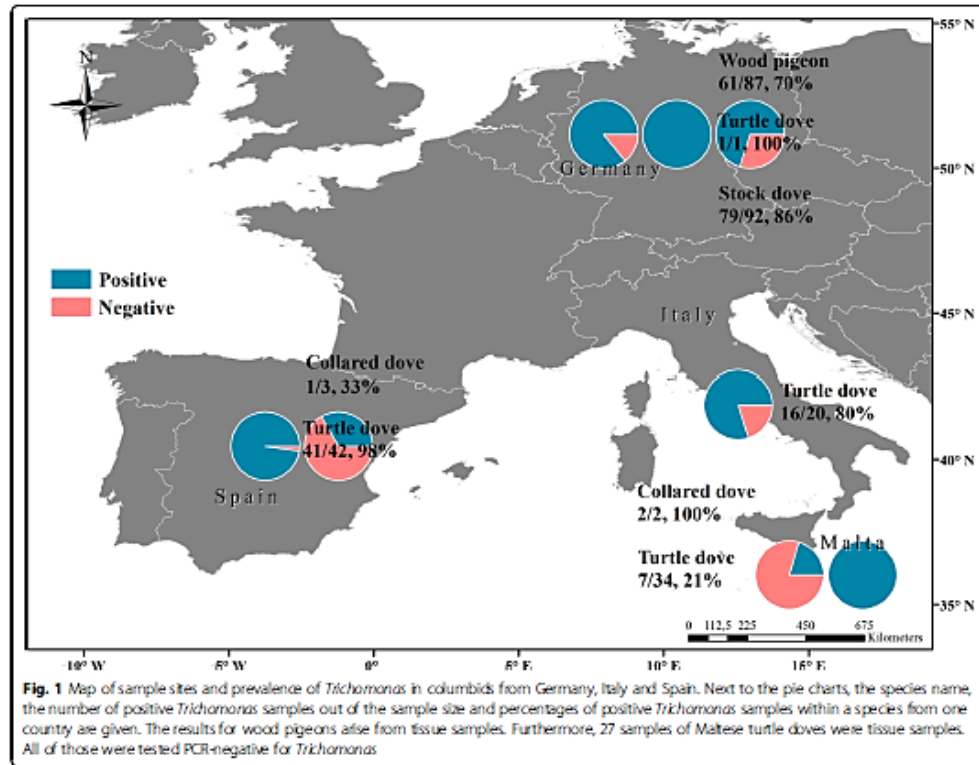 55° N
N
Wood pigeon
61/87, 70%
Turtle dove
1/1, 100%
Germany
50° N
Stock dove
79/92, 86%
Positive
Negative
45° N
Italy
Collared dove
1/3, 33%
Turtle dove
16/20, 80%
Turtle dove
41/42, 98%
40° N
Spain
Collared dove
2/2, 100%
Malta
Turtle dove
7/34, 21%
35° N
0 112,5 225 450 675
Kilometers
-10° W -5° W 0° 5° E 10° E 15° E
Fig. 1 Map of sample sites and prevalence of Trichomonas in columbids from Germany, Italy and Spain. Next to the pie charts, the species name,
the number of positive Trichomonas samples out of the sample size and percentages of positive Trichomonas samples within a species from one
country are given. The results for wood pigeons arise from tissue samples. Furthermore, 27 samples of Maltese turtle doves were tissue samples.
All of those were tested PCR-negative for Trichomonas